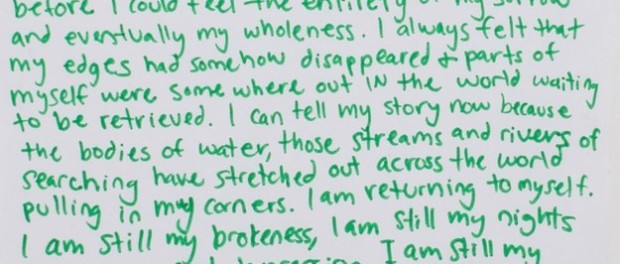 before I could feel the entirety of my sorrow
and eventually my wholeness. I always felt that
my edges had somehow disappeared & parts of
myself were some where out IN the world waiting
to be retrieved. I can tell my story now because
the bodies of water, those streams and rivers of
searching have stretched out across the world
pulling in my corners. I am returning to myself.
I am still my brokeness, I am still my nights
I am still my